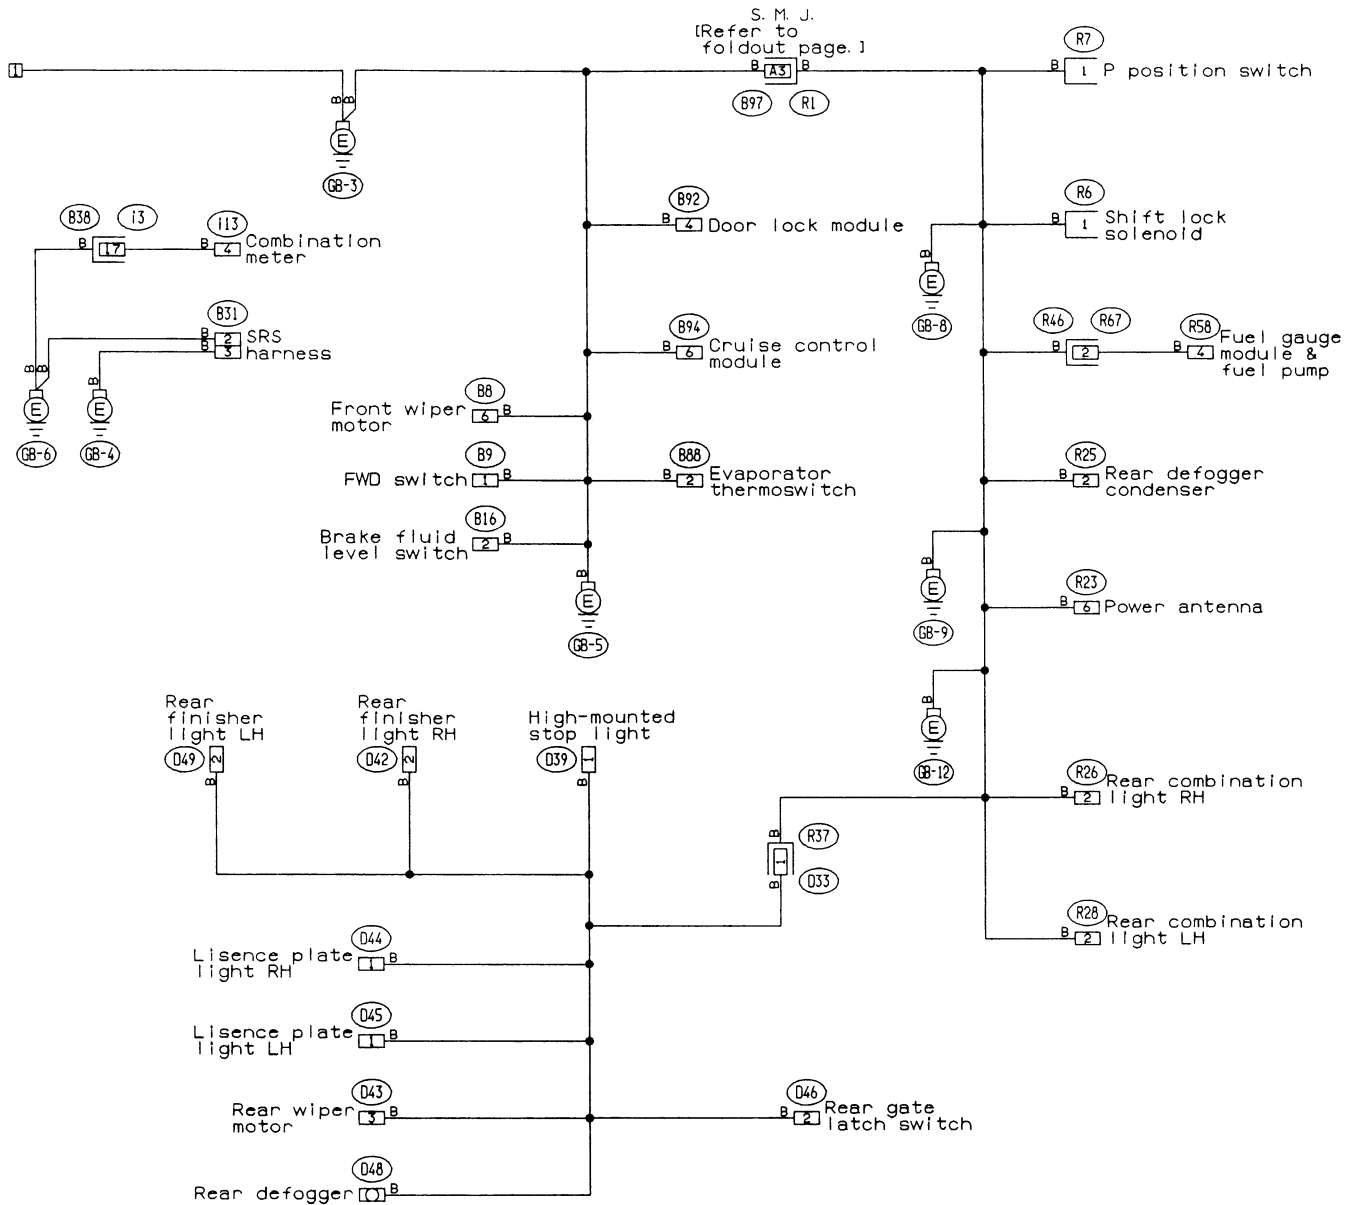 S. M. J.
[Refer to
foldout page.]
R7
1
B
B
A3
B
B
1
P position switch
B97
R1
B
B
E
GB-3
B92
R6
B38
i3
i13
B
17
B
4
Combination
meter
B
4
Door lock module
B
1
Shift lock
solenoid
B
E
GB-8
B31
B
2
SRS
B
3
harness
B94
B
6
Cruise control
module
R46
R67
R58
B
2
B
4
Fuel gauge
module &
fuel pump
B
B
B
E
E
GB-6
GB-4
B8
Front wiper
motor
6
B
B9
FWD switch
1
B
B88
B
2
Evaporator
thermoswitch
R25
B
2
Rear defogger
condenser
B16
Brake fluid
level switch
2
B
B
E
GB-5
B
E
GB-9
R23
B
6
Power antenna
Rear
finisher
light LH
D49
2
B
Rear
finisher
light RH
D42
2
B
High-mounted
stop light
D39
1
B
B
E
GB-12
R26
B
2
Rear combination
light RH
B
R37
1
B
D33
R28
B
2
Rear combination
light LH
D44
Lisence plate
light RH
1
B
D45
Lisence plate
light LH
1
B
D43
Rear wiper
motor
3
B
D46
B
2
Rear gate
latch switch
D48
Rear defogger
B